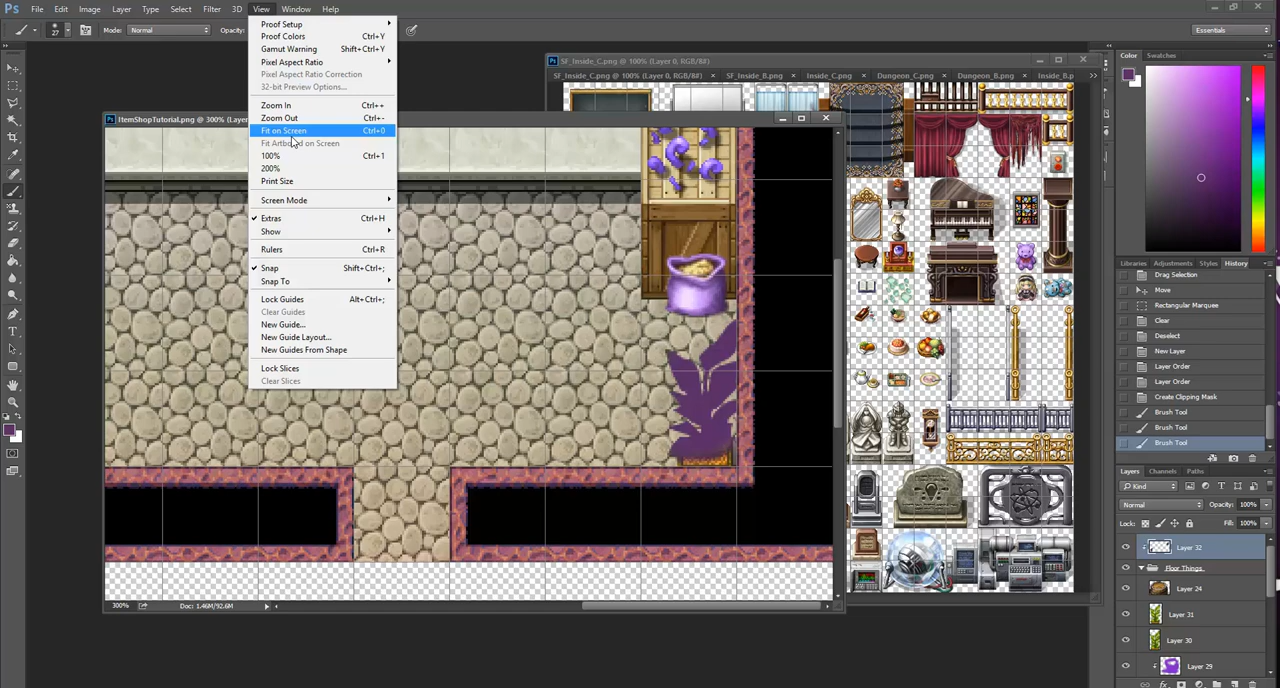 Ps File Edit Image Layer Type Select Filter 3D View Window Help
27 Mode: Normal Opacity: Essentials
Proof Setup
Proof Colors Ctrl+Y
Gamut Warning Shift+Ctrl+Y
Pixel Aspect Ratio
Pixel Aspect Ratio Correction
32-bit Preview Options...
Zoom In Ctrl++
Zoom Out Ctrl+-
Fit on Screen Ctrl+0
Fit Artboard on Screen
100% Ctrl+1
200%
Print Size
Screen Mode
Extras Ctrl+H
Show
Rulers Ctrl+R
Snap Shift+Ctrl+;
Snap To
Lock Guides Alt+Ctrl+;
Clear Guides
New Guide...
New Guide Layout...
New Guides From Shape
Lock Slices
Clear Slices
ItemShopTutorial.png @ 300% (Layer
300% Doc: 1.46M/92.6M
SF_Inside_C.png @ 100% (Layer 0, RGB/8#)
SF_Inside_C.png @ 100% (Layer 0, RGB/8#) SF_Inside_B.png Inside_C.png Dungeon_C.png Dungeon_B.png Inside_B.p
Color Swatches
Libraries Adjustments Styles History
Drag Selection
Move
Rectangular Marquee
Clear
Deselect
New Layer
Layer Order
Layer Order
Create Clipping Mask
Brush Tool
Brush Tool
Brush Tool
Layers Channels Paths
Kind
Normal Opacity: 100%
Lock: Fill: 100%
Layer 32
Floor Things
Layer 24
Layer 31
Layer 30
Layer 29